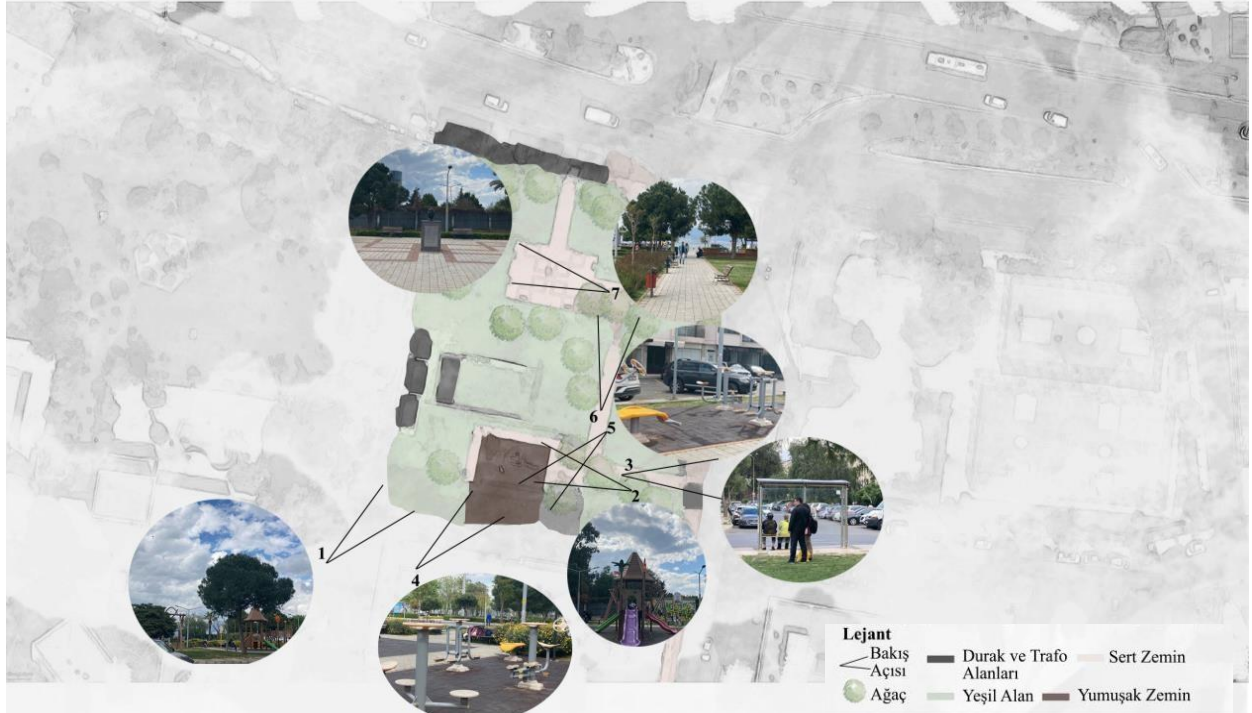 7
6
5
3
2
1
4
Lejant
Bakış
Açısı
Durak ve Trafo
Alanları
Sert Zemin
Ağaç
Yeşil Alan
Yumuşak Zemin